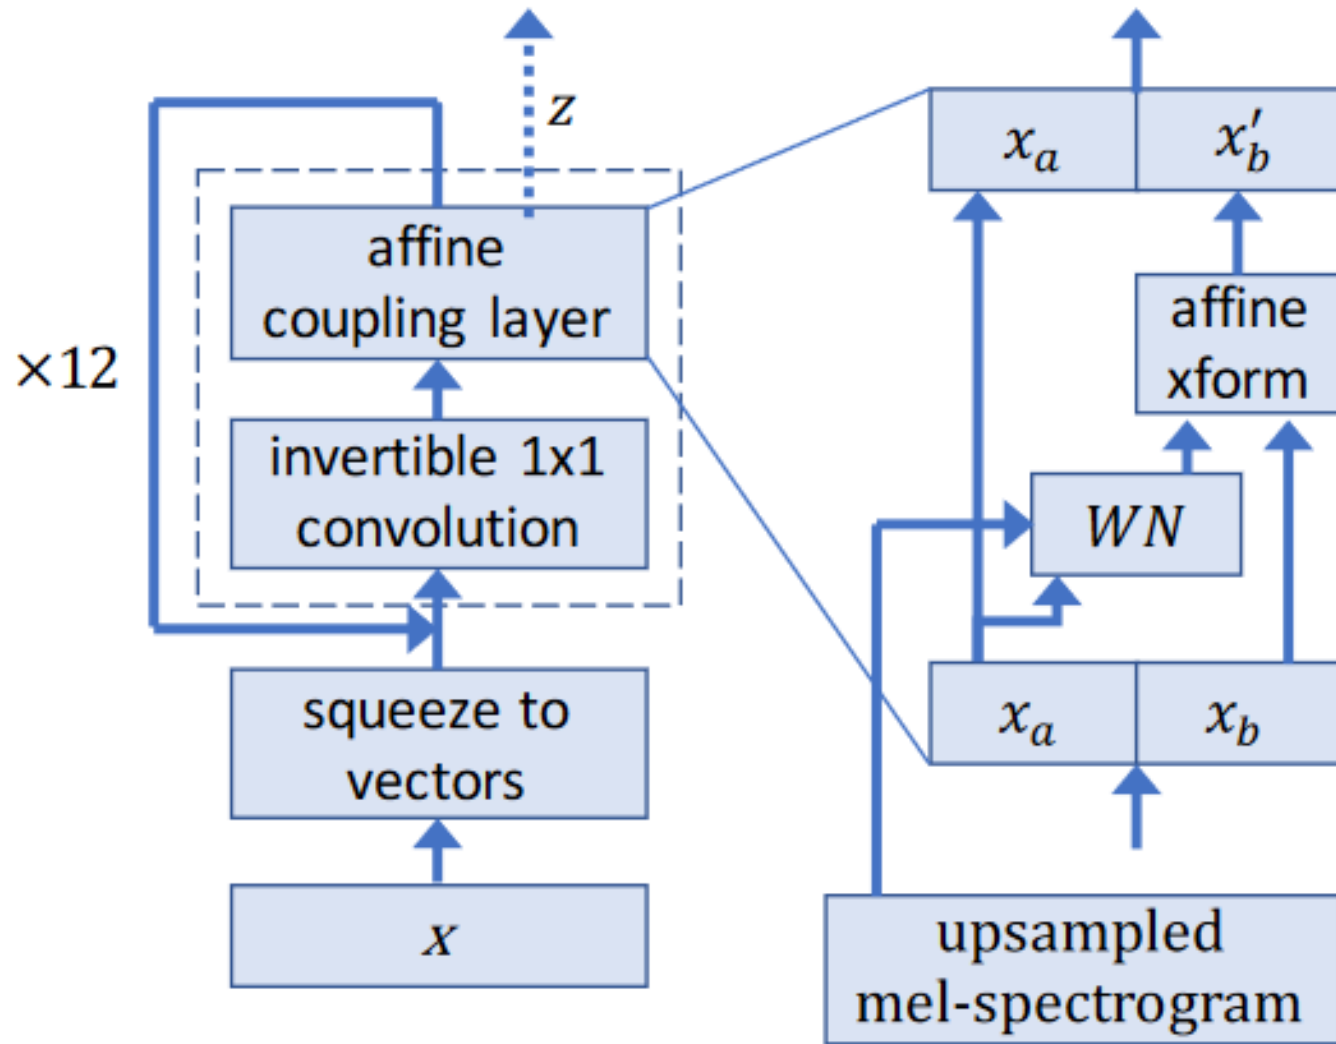 z
affine
coupling layer
×12
invertible 1x1
convolution
squeeze to
vectors
x
x_a
x_b'
affine
xform
WN
x_a
x_b
upsampled
mel-spectrogram